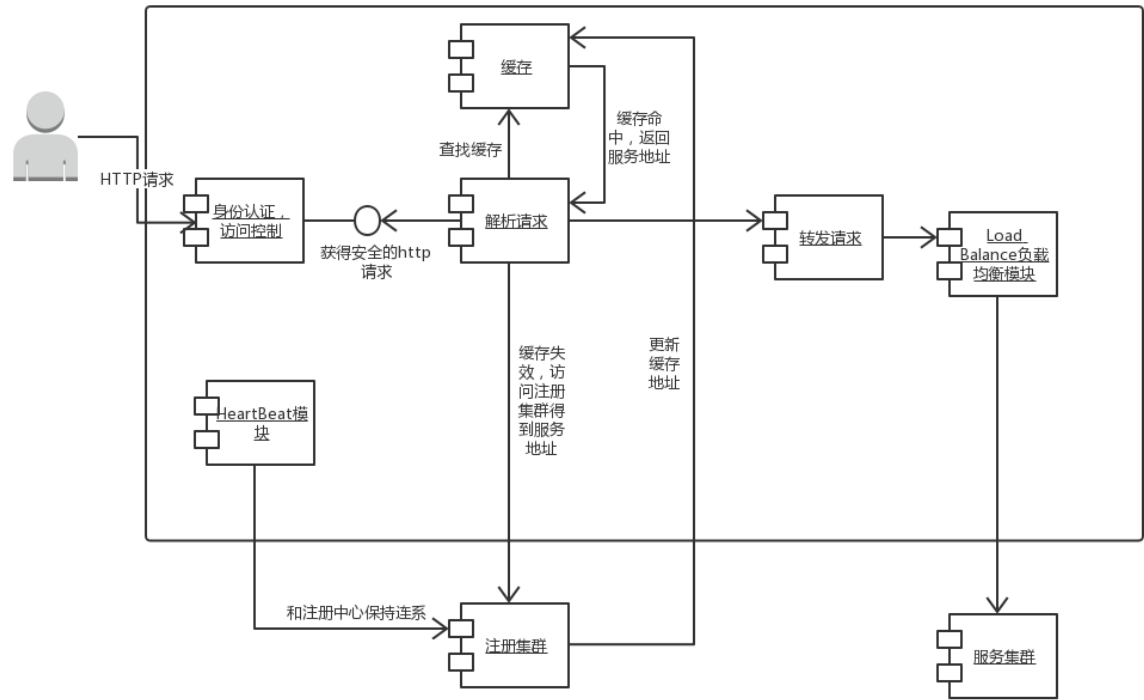 缓存
缓存命
中，返回
服务地址
查找缓存
HTTP请求
身份认证，
访问控制
解析请求
转发请求
Load
Balance负载
均衡模块
获得安全的http
请求
缓存失
效，访
问注册
集群得
到服务
地址
更新
缓存
地址
HeartBeat模
块
和注册中心保持连系
注册集群
服务集群